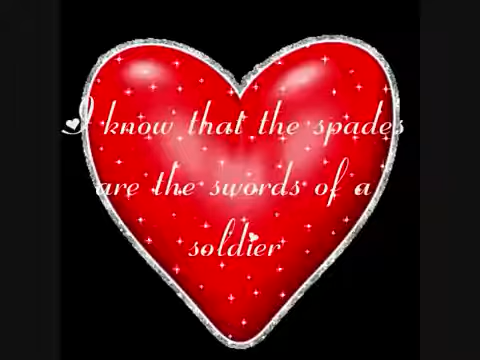 I know that the spades
are the swords of a
soldier